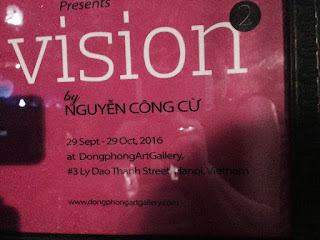 Presents
vision 2
by
NGUYỄN CÔNG CỪ
29 Sept - 29 Oct, 2016
at DongphongArtGallery,
#3 Ly Dao Thanh Street, Hanoi, Vietnam
www.dongphongartgallery.com